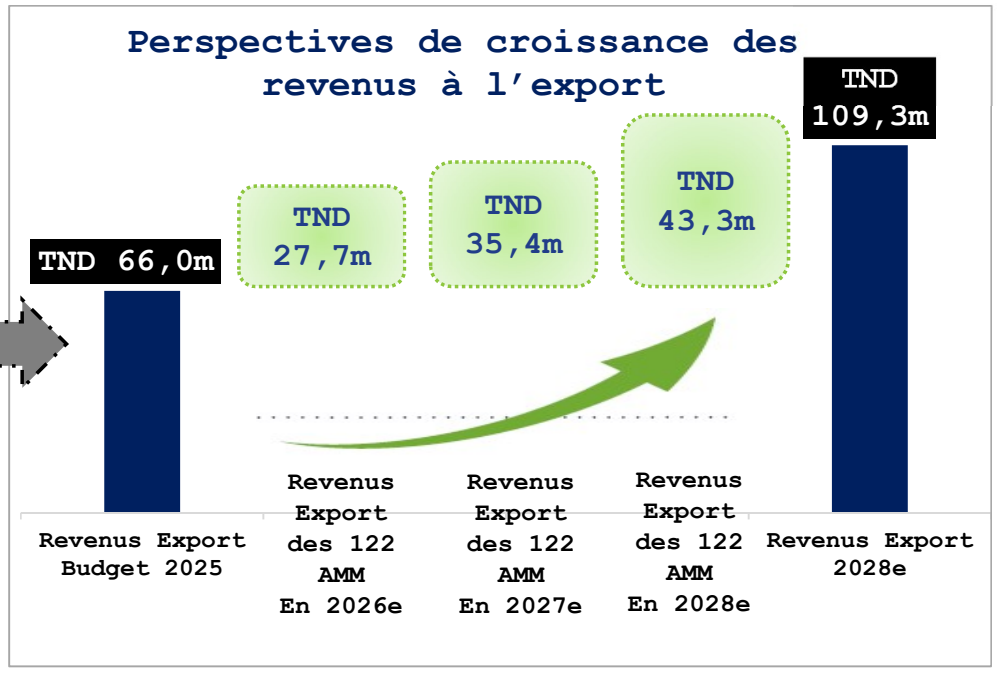 Perspectives de croissance des
revenus à l’export
TND
109,3m
TND
43,3m
TND
35,4m
TND
27,7m
TND 66,0m
Revenus Export
Budget 2025
Revenus
Export
des 122
AMM
En 2026e
Revenus
Export
des 122
AMM
En 2027e
Revenus
Export
des 122
AMM
En 2028e
Revenus Export
2028e